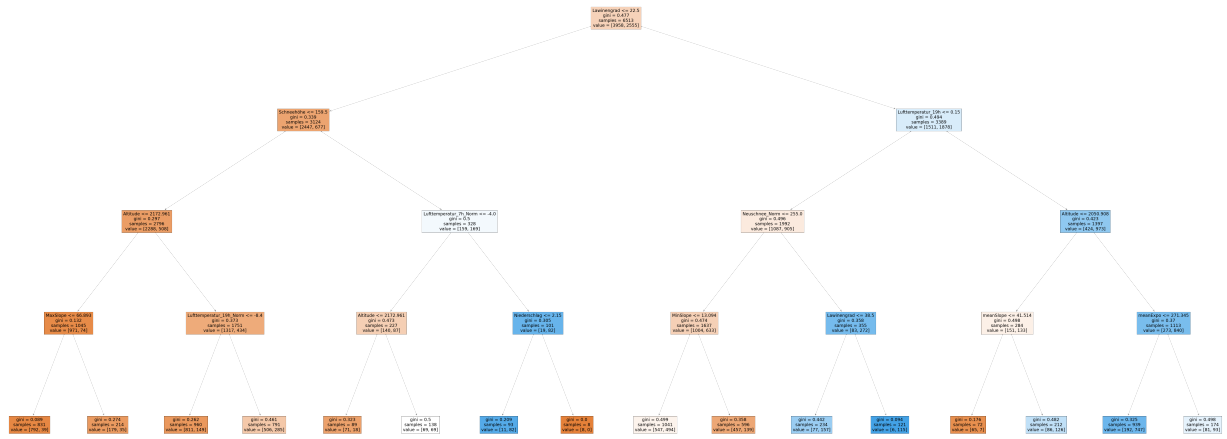 Lawinengrad <= 22.5
gini = 0.477
samples = 6513
value = [3958, 2555]
Schneehöhe <= 159.5
gini = 0.339
samples = 3124
value = [2447, 677]
Lufttemperatur_19h <= 0.15
gini = 0.494
samples = 3389
value = [1511, 1878]
Altitude <= 2172.961
gini = 0.297
samples = 2796
value = [2288, 508]
Lufttemperatur_7h_Norm <= -4.0
gini = 0.5
samples = 328
value = [159, 169]
Neuschnee_Norm <= 255.0
gini = 0.496
samples = 1992
value = [1087, 905]
Altitude <= 2050.908
gini = 0.423
samples = 1397
value = [424, 973]
MaxSlope <= 66.893
gini = 0.132
samples = 1045
value = [971, 74]
Lufttemperatur_19h_Norm <= -8.4
gini = 0.373
samples = 1751
value = [1317, 434]
Altitude <= 2172.961
gini = 0.473
samples = 227
value = [140, 87]
Niederschlag <= 2.15
gini = 0.305
samples = 101
value = [19, 82]
MinSlope <= 13.094
gini = 0.474
samples = 1637
value = [1004, 633]
Lawinengrad <= 38.5
gini = 0.358
samples = 355
value = [83, 272]
meanSlope <= 41.514
gini = 0.498
samples = 284
value = [151, 133]
meanExpo <= 271.345
gini = 0.37
samples = 1113
value = [273, 840]
gini = 0.089
samples = 831
value = [792, 39]
gini = 0.274
samples = 214
value = [179, 35]
gini = 0.262
samples = 960
value = [811, 149]
gini = 0.461
samples = 791
value = [506, 285]
gini = 0.323
samples = 89
value = [71, 18]
gini = 0.5
samples = 138
value = [69, 69]
gini = 0.209
samples = 93
value = [11, 82]
gini = 0.0
samples = 8
value = [8, 0]
gini = 0.499
samples = 1041
value = [547, 494]
gini = 0.358
samples = 596
value = [457, 139]
gini = 0.442
samples = 234
value = [77, 157]
gini = 0.094
samples = 121
value = [6, 115]
gini = 0.176
samples = 72
value = [65, 7]
gini = 0.482
samples = 212
value = [86, 126]
gini = 0.325
samples = 939
value = [192, 747]
gini = 0.498
samples = 174
value = [81, 93]